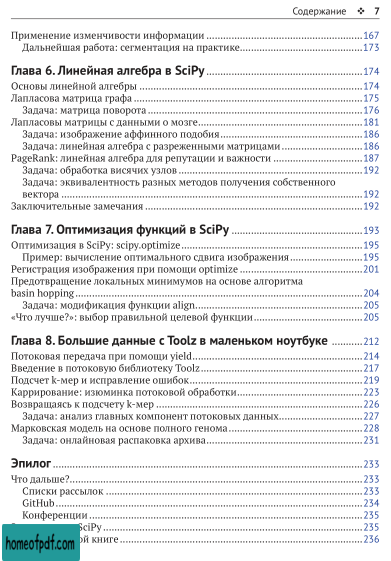 Содержание ❖ 7
Применение изменчивости информации ........ 167
Дальнейшая работа: сегментация на практике ........ 173
Глава 6. Линейная алгебра в SciPy ........ 174
Основы линейной алгебры ........ 174
Лапласова матрица графа ........ 175
Задача: матрица поворота ........ 176
Лапласовы матрицы с данными о мозге ........ 181
Задача: изображение аффинного подобия ........ 186
Задача: линейная алгебра с разреженными матрицами ........ 186
PageRank: линейная алгебра для репутации и важности ........ 187
Задача: обработка висячих узлов ........ 192
Задача: эквивалентность разных методов получения собственного
вектора ........ 192
Заключительные замечания ........ 192
Глава 7. Оптимизация функций в SciPy ........ 193
Оптимизация в SciPy: scipy.optimize ........ 195
Пример: вычисление оптимального сдвига изображения ........ 195
Регистрация изображения при помощи optimize ........ 201
Предотвращение локальных минимумов на основе алгоритма
basin hopping ........ 204
Задача: модификация функции align ........ 205
«Что лучше?»: выбор правильной целевой функции ........ 205
Глава 8. Большие данные с Toolz в маленьком ноутбуке ........ 212
Потоковая передача при помощи yield ........ 214
Введение в потоковую библиотеку Toolz ........ 217
Подсчет k-мер и исправление ошибок ........ 219
Каррирование: изюминка потоковой обработки ........ 223
Возвращаясь к подсчету k-мер ........ 226
Задача: анализ главных компонент потоковых данных ........ 227
Марковская модель на основе полного генома ........ 228
Задача: онлайновая распаковка архива ........ 231
Эпилог ........ 233
Что дальше? ........ 233
Списки рассылок ........ 233
GitHub ........ 234
Конференции ........ 235
SciPy ........ 235
книге ........ 236
homeofpdf.com